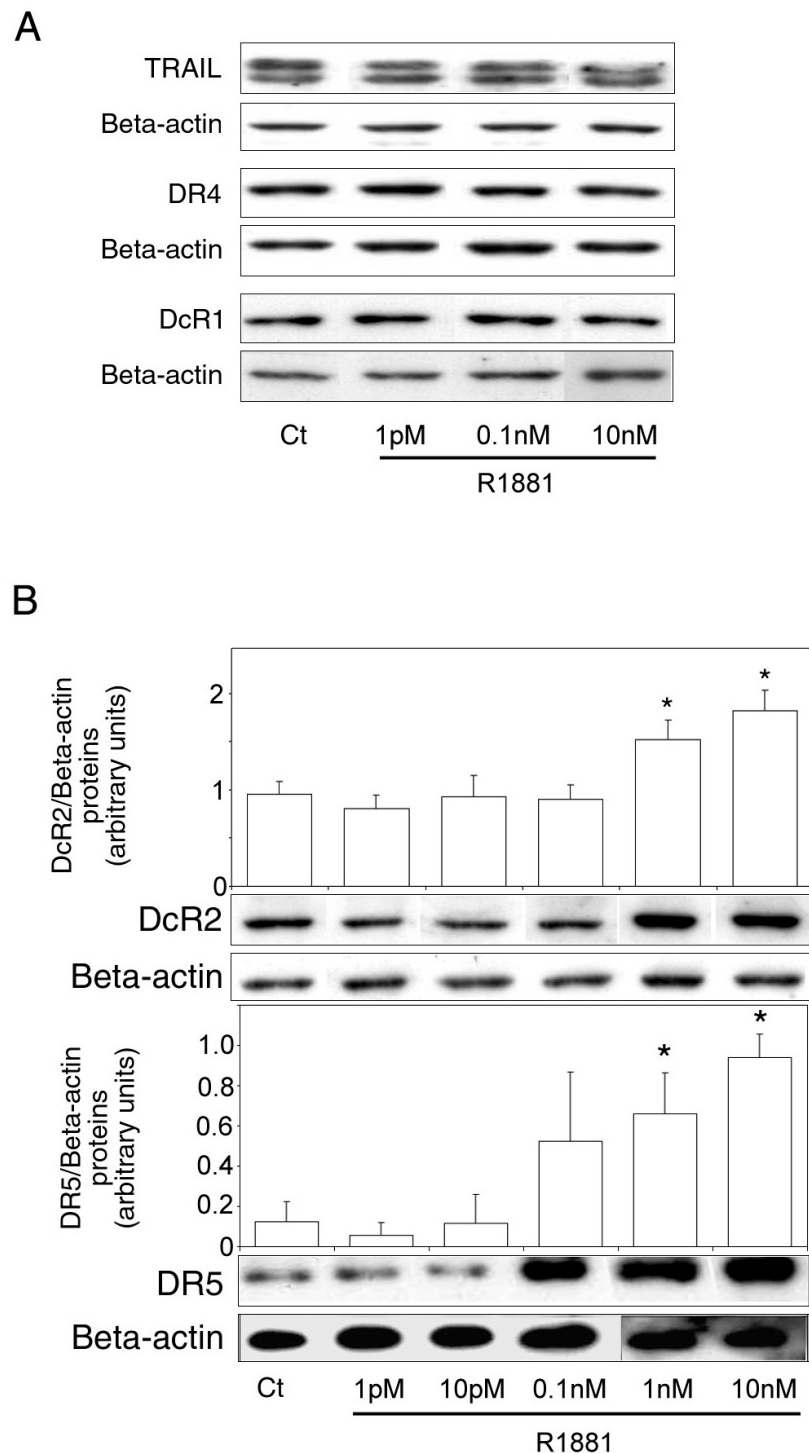 A
TRAIL
Beta-actin
DR4
Beta-actin
DcR1
Beta-actin
Ct 1pM 0.1nM 10nM
R1881
B
DcR2/Beta-actin
proteins
(arbitrary units)
2
1
0
* *
DcR2
Beta-actin
DR5/Beta-actin
proteins
(arbitrary units)
1.0
0.8
0.6
0.4
0.2
0
* *
DR5
Beta-actin
Ct 1pM 10pM 0.1nM 1nM 10nM
R1881